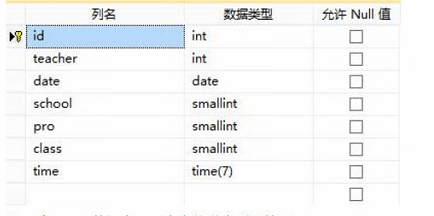 列名 数据类型 允许 Null 值
id int
teacher int
date date
school smallint
pro smallint
class smallint
time time(7)